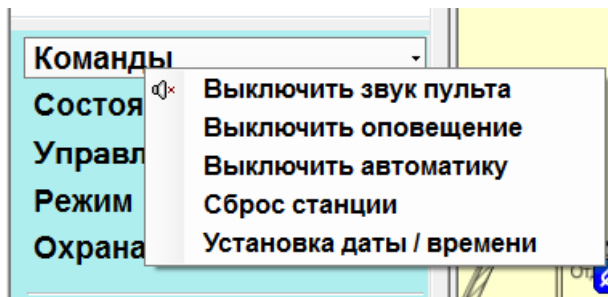 Команды
Выключить звук пульта
Состоя
Выключить оповещение
Управл
Выключить автоматику
Режим
Сброс станции
Охрана
Установка даты / времени